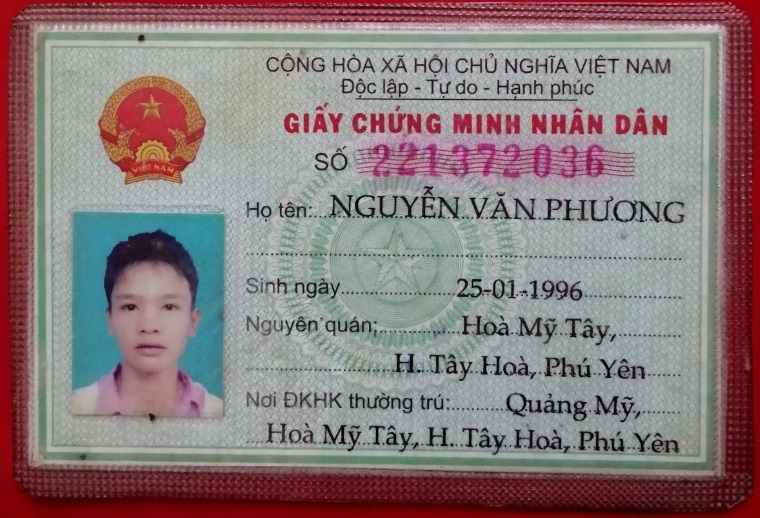 CỘNG HÒA XÃ HỘI CHỦ NGHĨA VIỆT NAM
Độc lập - Tự do - Hạnh phúc
GIẤY CHỨNG MINH NHÂN DÂN
SỐ 221372036
VIỆT NAM
Họ tên: NGUYỄN VĂN PHƯƠNG
Sinh ngày 25-01-1996
Nguyên quán: Hoà Mỹ Tây,
H. Tây Hoà, Phú Yên
Nơi ĐKHK thường trú: Quảng Mỹ,
Hoà Mỹ Tây, H. Tây Hoà, Phú Yên